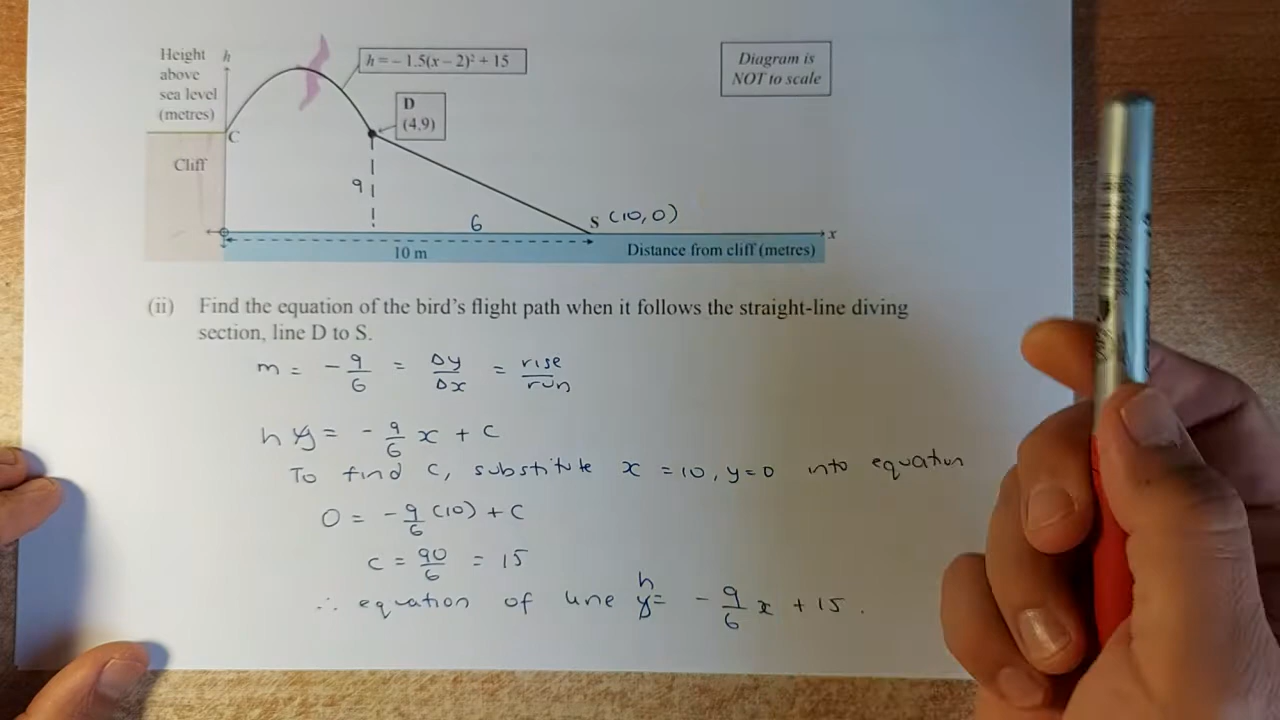 Height h
above
sea level
(metres)
h = – 1.5(x – 2)² + 15
Diagram is
NOT to scale
D
(4,9)
C
Cliff
9
6
S (10,0)
x
10 m
Distance from cliff (metres)
(ii) Find the equation of the bird's flight path when it follows the straight-line diving
section, line D to S.
m = - 9/6 = Δy/Δx = rise/run
h y = - 9/6 x + c
To find c, substitute x = 10, y = 0 into equation
0 = - 9/6 (10) + c
c = 90/6 = 15
∴ equation of line h y = - 9/6 x + 15.